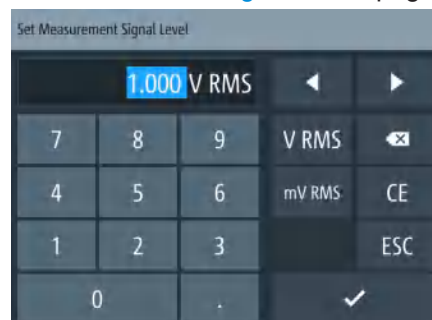 Set Measurement Signal Level
1.000 V RMS
7 8 9 V RMS
4 5 6 mV RMS CE
1 2 3 ESC
0 .